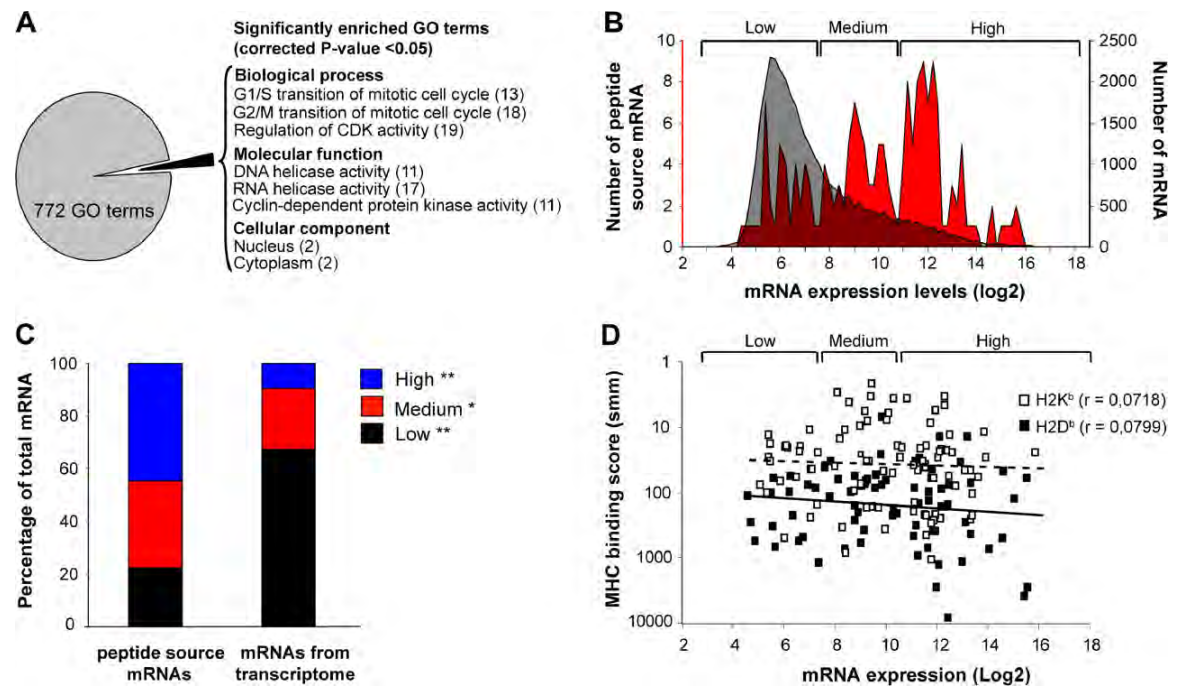 A
Significantly enriched GO terms
(corrected P-value <0.05)
Biological process
G1/S transition of mitotic cell cycle (13)
G2/M transition of mitotic cell cycle (18)
Regulation of CDK activity (19)
Molecular function
DNA helicase activity (11)
RNA helicase activity (17)
Cyclin-dependent protein kinase activity (11)
Cellular component
Nucleus (2)
Cytoplasm (2)
772 GO terms
B
Low Medium High
Number of peptide
source mRNA
10
8
6
4
2
0
2500
2000
1500
1000
500
0
Number of mRNA
2 4 6 8 10 12 14 16 18
mRNA expression levels (log2)
C
Percentage of total mRNA
100
80
60
40
20
0
High **
Medium *
Low **
peptide source
mRNAs
mRNAs from
transcriptome
D
Low Medium High
MHC binding score (smm)
1
10
100
1000
10000
H2Kᵇ (r = 0,0718)
H2Dᵇ (r = 0,0799)
2 4 6 8 10 12 14 16 18
mRNA expression (Log2)